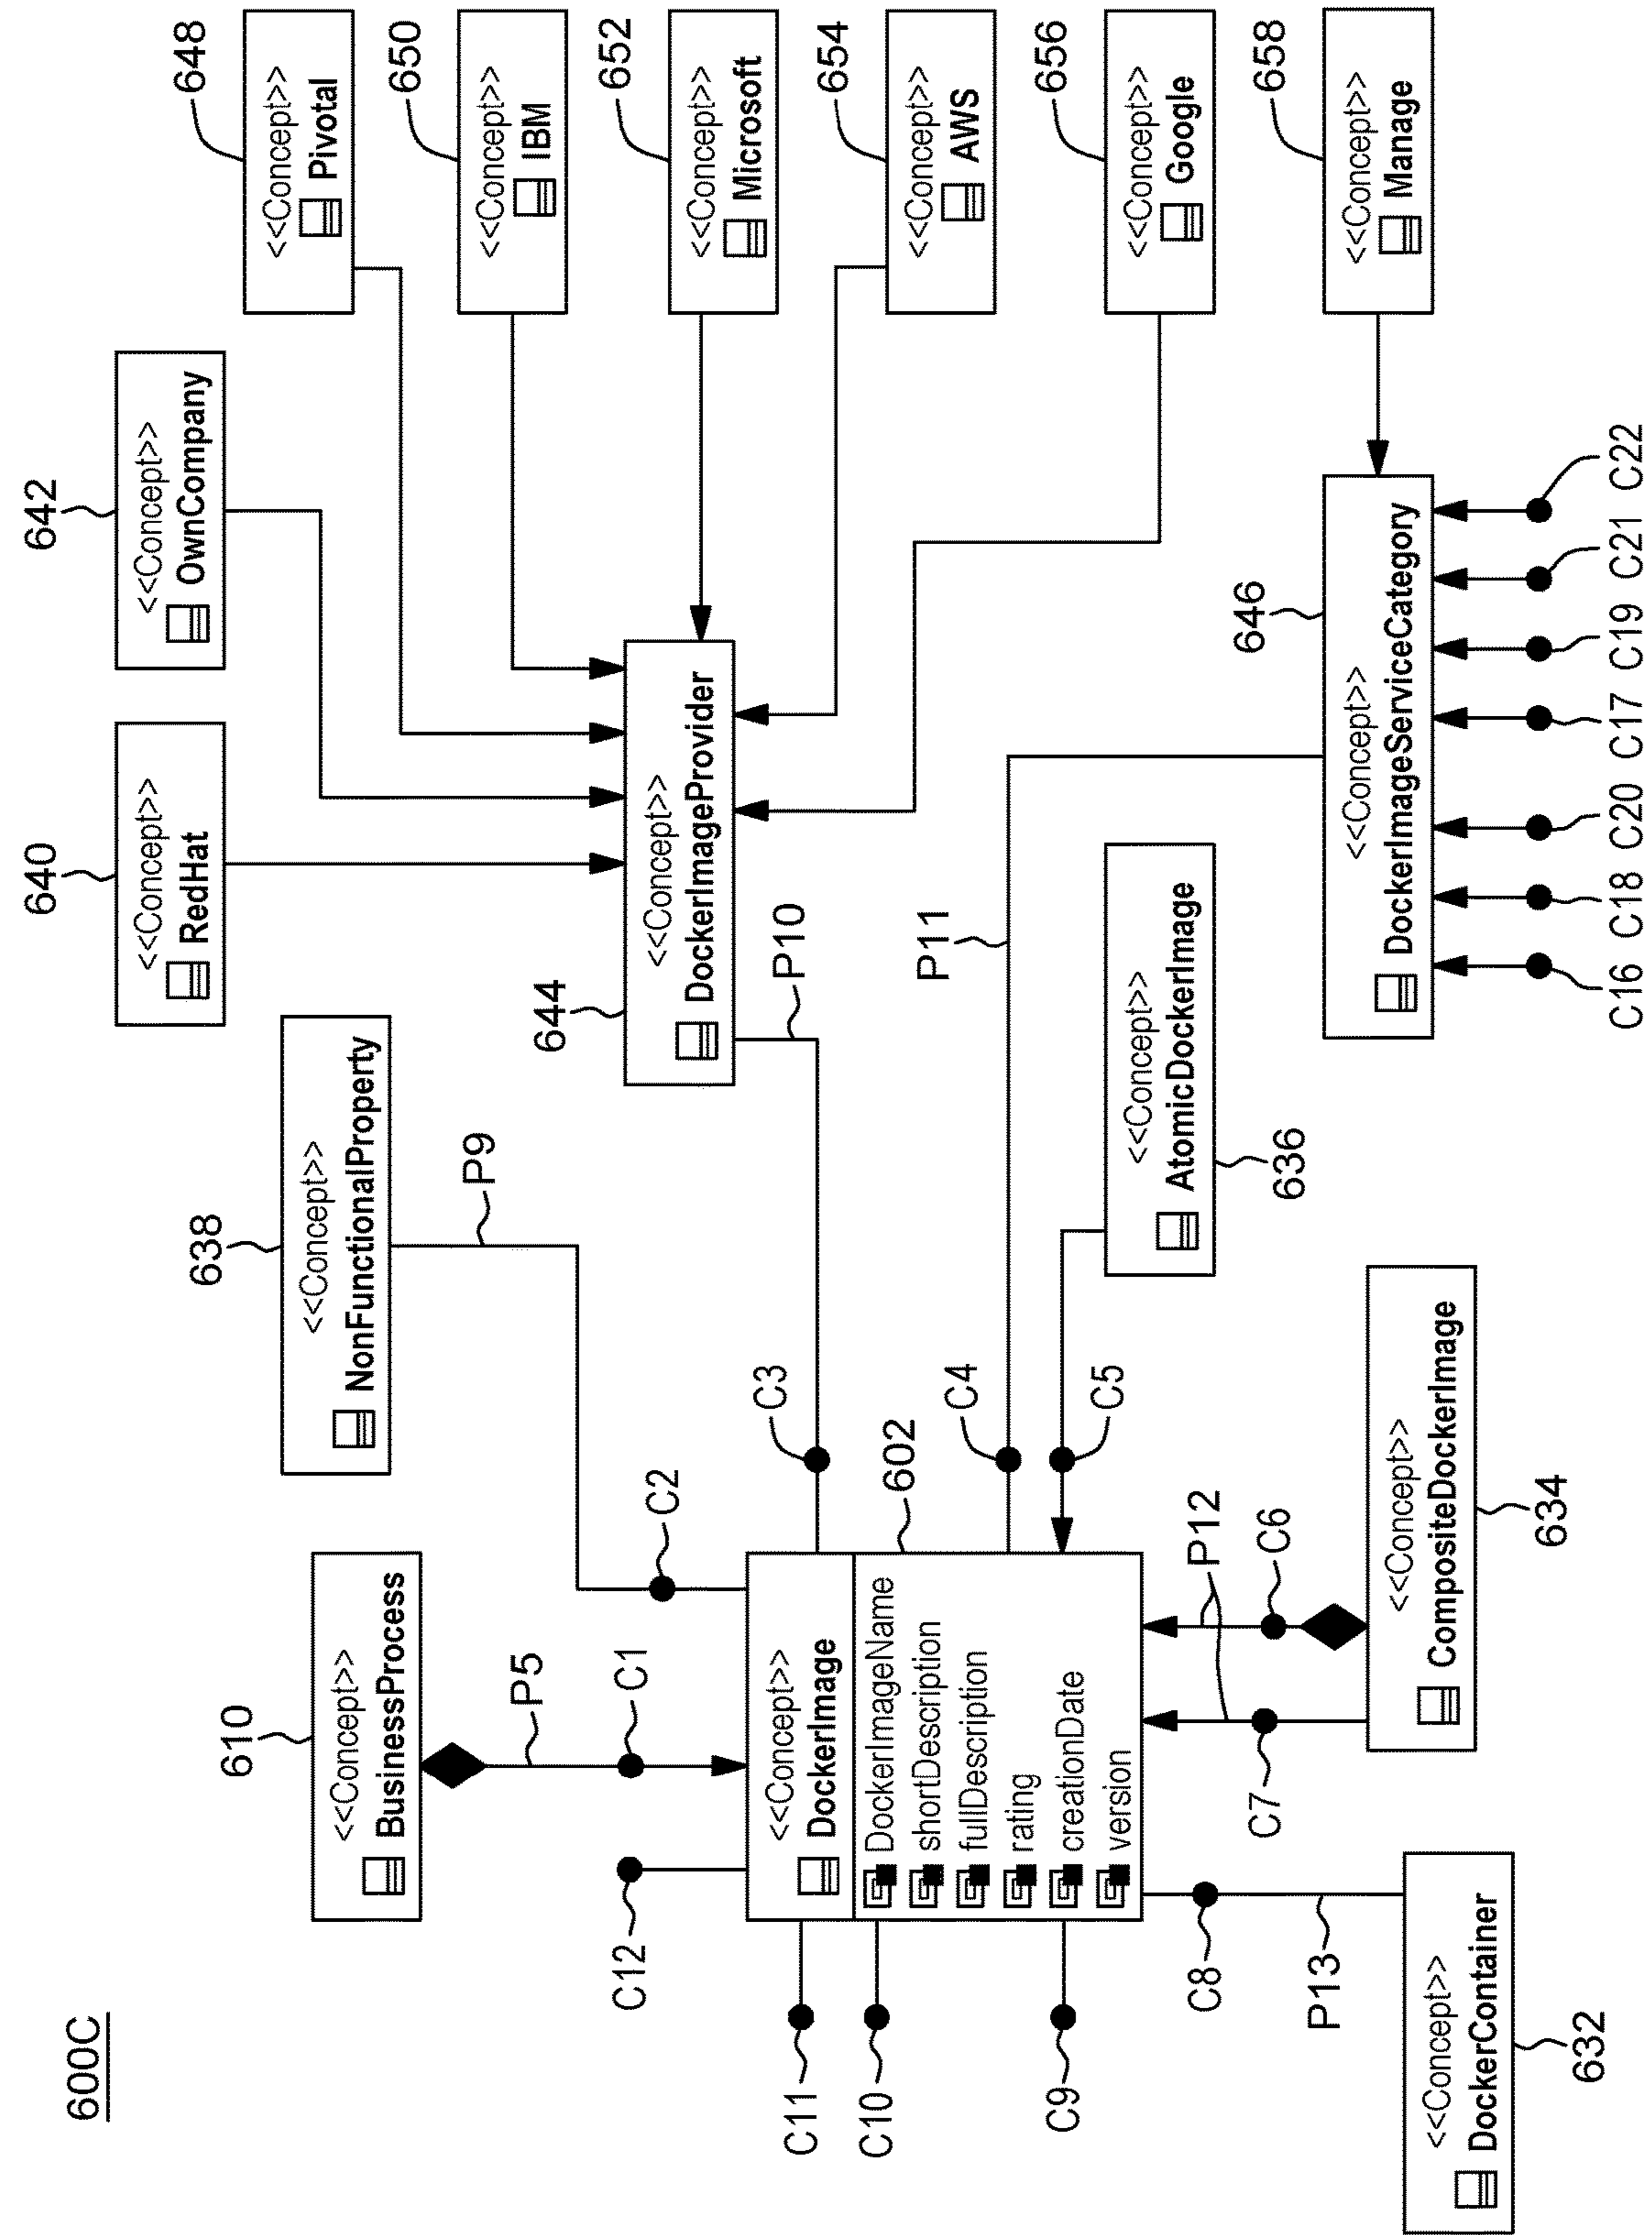 600C
610
<<Concept>>
BusinessProcess
P5
C1
C12
638
<<Concept>>
NonFunctionalProperty
P9
C2
640
<<Concept>>
RedHat
642
<<Concept>>
OwnCompany
648
<<Concept>>
Pivotal
650
<<Concept>>
IBM
652
<<Concept>>
Microsoft
654
<<Concept>>
AWS
656
<<Concept>>
Google
658
<<Concept>>
Manage
644
<<Concept>>
DockerImageProvider
P10
C3
602
<<Concept>>
DockerImage
DockerImageName
shortDescription
fullDescription
rating
creationDate
version
C11
C10
C9
C4
P11
C5
<<Concept>>
AtomicDockerImage
636
646
<<Concept>>
DockerImageServiceCategory
C16
C18
C20
C17
C19
C21
C22
C8
P13
C7
P12
C6
<<Concept>>
DockerContainer
632
<<Concept>>
CompositeDockerImage
634